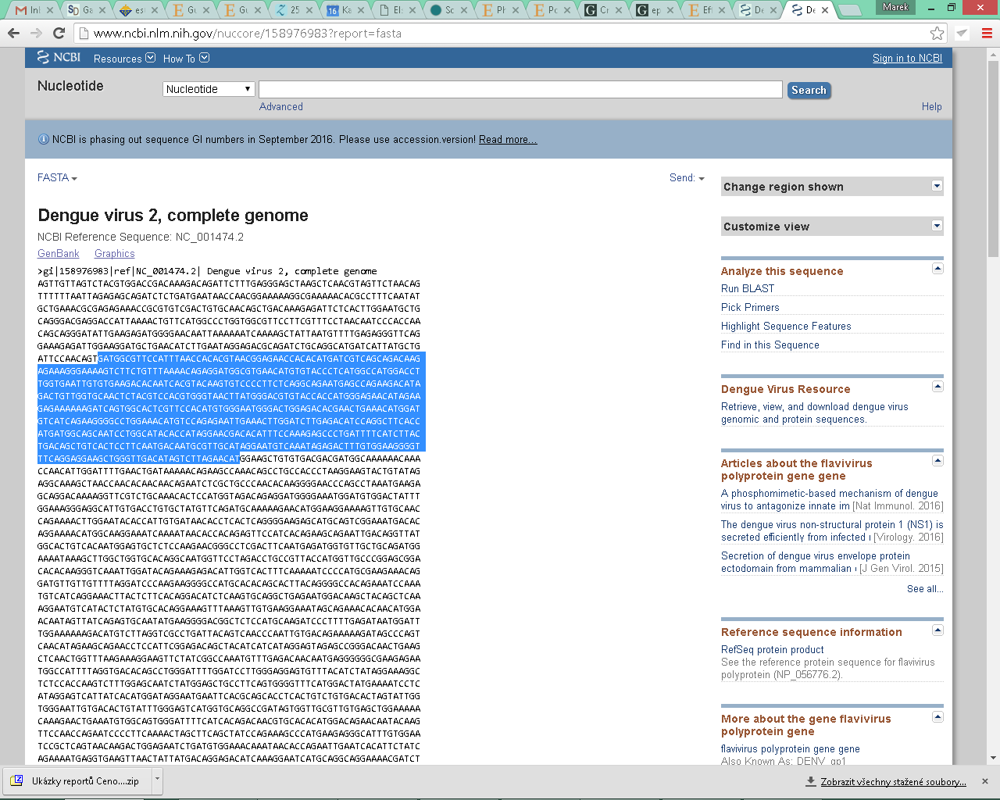 Inl
Ga
esi
Gu
Gu
25
Ka
Elo
Sc
Ph
Po
Cr
ep
Eff
De
De
Marek
www.ncbi.nlm.nih.gov/nuccore/158976983?report=fasta
NCBI Resources How To Sign in to NCBI
Nucleotide Nucleotide Search
Advanced Help
NCBI is phasing out sequence GI numbers in September 2016. Please use accession.version! Read more...
FASTA Send:
Dengue virus 2, complete genome
NCBI Reference Sequence: NC_001474.2
GenBank Graphics
>gi|158976983|ref|NC_001474.2| Dengue virus 2, complete genome
AGTTGTTAGTCTACGTGGACCGACAAAGACAGATTCTTTGAGGGAGCTAAGCTCAACGTAGTTCTAACAG
TTTTTTAATTAGAGAGCAGATCTCTGATGAATAACCAACGGAAAAAGGCGAAAAACACGCCTTTCAATAT
GCTGAAACGCGAGAGAAACCGCGTGTCGACTGTGCAACAGCTGACAAAGAGATTCTCACTTGGAATGCTG
CAGGGACGAGGACCATTAAAACTGTTCATGGCCCTGGTGGCGTTCCTTCGTTTCCTAACAATCCCACCAA
CAGCAGGGATATTGAAGAGATGGGGAACAATTAAAAAATCAAAAGCTATTAATGTTTTGAGAGGGTTCAG
GAAAGAGATTGGAAGGATGCTGAACATCTTGAATAGGAGACGCAGATCTGCAGGCATGATCATTATGCTG
ATTCCAACAGTGATGGCGTTCCATTTAACCACACGTAACGGAGAACCACACATGATCGTCAGCAGACAAG
AGAAAGGGAAAAGTCTTCTGTTTAAAACAGAGGATGGCGTGAACATGTGTACCCTCATGGCCATGGACCT
TGGTGAATTGTGTGAAGACACAATCACGTACAAGTGTCCCCTTCTCAGGCAGAATGAGCCAGAAGACATA
GACTGTTGGTGCAACTCTACGTCCACGTGGGTAACTTATGGGACGTGTACCACCATGGGAGAACATAGAA
GAGAAAAAAGATCAGTGGCACTCGTTCCACATGTGGGAATGGGACTGGAGACACGAACTGAAACATGGAT
GTCATCAGAAGGGGCCTGGAAACATGTCCAGAGAATTGAAACTTGGATCTTGAGACATCCAGGCTTCACC
ATGATGGCAGCAATCCTGGCATACACCATAGGAACGACACATTTCCAAAGAGCCCTGATTTTCATCTTAC
TGACAGCTGTCACTCCTTCAATGACAATGCGTTGCATAGGAATGTCAAATAGAGACTTTGTGGAAGGGGT
TTCAGGAGGAAGCTGGGTTGACATAGTCTTAGAACATGGAAGCTGTGTGACGACGATGGCAAAAAACAAA
CCAACATTGGATTTTGAACTGATAAAAACAGAAGCCAAACAGCCTGCCACCCTAAGGAAGTACTGTATAG
AGGCAAAGCTAACCAACACAACAACAGAATCTCGCTGCCCAACACAAGGGGAACCCAGCCTAAATGAAGA
GCAGGACAAAAGGTTCGTCTGCAAACACTCCATGGTAGACAGAGGATGGGGAAATGGATGTGGACTATTT
GGAAAGGGAGGCATTGTGACCTGTGCTATGTTCAGATGCAAAAAGAACATGGAAGGAAAAGTTGTGCAAC
CAGAAAACTTGGAATACACCATTGTGATAACACCTCACTCAGGGGAAGAGCATGCAGTCGGAAATGACAC
AGGAAAACATGGCAAGGAAATCAAAATAACACCACAGAGTTCCATCACAGAAGCAGAATTGACAGGTTAT
GGCACTGTCACAATGGAGTGCTCTCCAAGAACGGGCCTCGACTTCAATGAGATGGTGTTGCTGCAGATGG
AAAATAAAGCTTGGCTGGTGCACAGGCAATGGTTCCTAGACCTGCCGTTACCATGGTTGCCCGGAGCGGA
CACACAAGGGTCAAATTGGATACAGAAAGAGACATTGGTCACTTTCAAAAATCCCCATGCGAAGAAACAG
GATGTTGTTGTTTTAGGATCCCAAGAAGGGGCCATGCACACAGCACTTACAGGGGCCACAGAAATCCAAA
TGTCATCAGGAAACTTACTCTTCACAGGACATCTCAAGTGCAGGCTGAGAATGGACAAGCTACAGCTCAA
AGGAATGTCATACTCTATGTGCACAGGAAAGTTTAAAGTTGTGAAGGAAATAGCAGAAACACAACATGGA
ACAATAGTTATCAGAGTGCAATATGAAGGGGACGGCTCTCCATGCAAGATCCCTTTTGAGATAATGGATT
TGGAAAAAAGACATGTCTTAGGTCGCCTGATTACAGTCAACCCAATTGTGACAGAAAAAGATAGCCCAGT
CAACATAGAAGCAGAACCTCCATTCGGAGACAGCTACATCATCATAGGAGTAGAGCCGGGACAACTGAAG
CTCAACTGGTTTAAGAAAGGAAGTTCTATCGGCCAAATGTTTGAGACAACAATGAGGGGGGCGAAGAGAA
TGGCCATTTTAGGTGACACAGCCTGGGATTTTGGATCCTTGGGAGGAGTGTTTACATCTATAGGAAAGGC
TCTCCACCAAGTCTTTGGAGCAATCTATGGAGCTGCCTTCAGTGGGGTTTCATGGACTATGAAAATCCTC
ATAGGAGTCATTATCACATGGATAGGAATGAATTCACGCAGCACCTCACTGTCTGTGACACTAGTATTGG
TGGGAATTGTGACACTGTATTTGGGAGTCATGGTGCAGGCCGATAGTGGTTGCGTTGTGAGCTGGAAAAA
CAAAGAACTGAAATGTGGCAGTGGGATTTTCATCACAGACAACGTGCACACATGGACAGAACAATACAAG
TTCCAACCAGAATCCCCTTCAAAACTAGCTTCAGCTATCCAGAAAGCCCATGAAGAGGGCATTTGTGGAA
TCCGCTCAGTAACAAGACTGGAGAATCTGATGTGGAAACAAATAACACCAGAATTGAATCACATTCTATC
AGAAAATGAGGTGAAGTTAACTATTATGACAGGAGACATCAAAGGAATCATGCAGGCAGGAAAACGATCT
Change region shown
Customize view
Analyze this sequence
Run BLAST
Pick Primers
Highlight Sequence Features
Find in this Sequence
Dengue Virus Resource
Retrieve, view, and download dengue virus
genomic and protein sequences.
Articles about the flavivirus
polyprotein gene gene
A phosphomimetic-based mechanism of dengue
virus to antagonize innate im [Nat Immunol. 2016]
The dengue virus non-structural protein 1 (NS1) is
secreted efficiently from infected [Virology. 2016]
Secretion of dengue virus envelope protein
ectodomain from mammalian [J Gen Virol. 2015]
See all...
Reference sequence information
RefSeq protein product
See the reference protein sequence for flavivirus
polyprotein (NP_056776.2).
More about the gene flavivirus
polyprotein gene
flavivirus polyprotein gene gene
Also Known As: DENV_gp1
Ukázky reportů Ceno....zip
Zobrazit všechny stažené soubory...